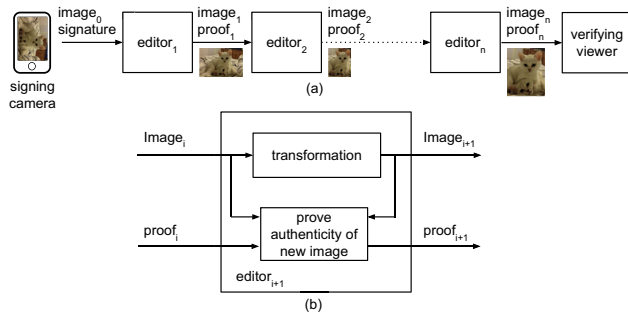 image₀
signature
signing
camera
editor₁
image₁
proof₁
editor₂
image₂
proof₂
editorₙ
imageₙ
proofₙ
verifying
viewer
(a)
Imageᵢ
transformation
Imageᵢ₊₁
proofᵢ
prove
authenticity of
new image
proofᵢ₊₁
editorᵢ₊₁
(b)